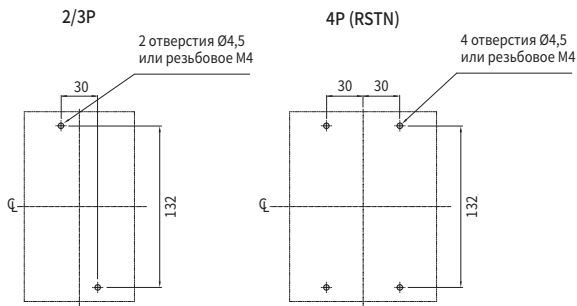 2/3P
2 отверстия Ø4,5
или резьбовое M4
30
132
℄
4P (RSTN)
4 отверстия Ø4,5
или резьбовое M4
30
30
132
℄